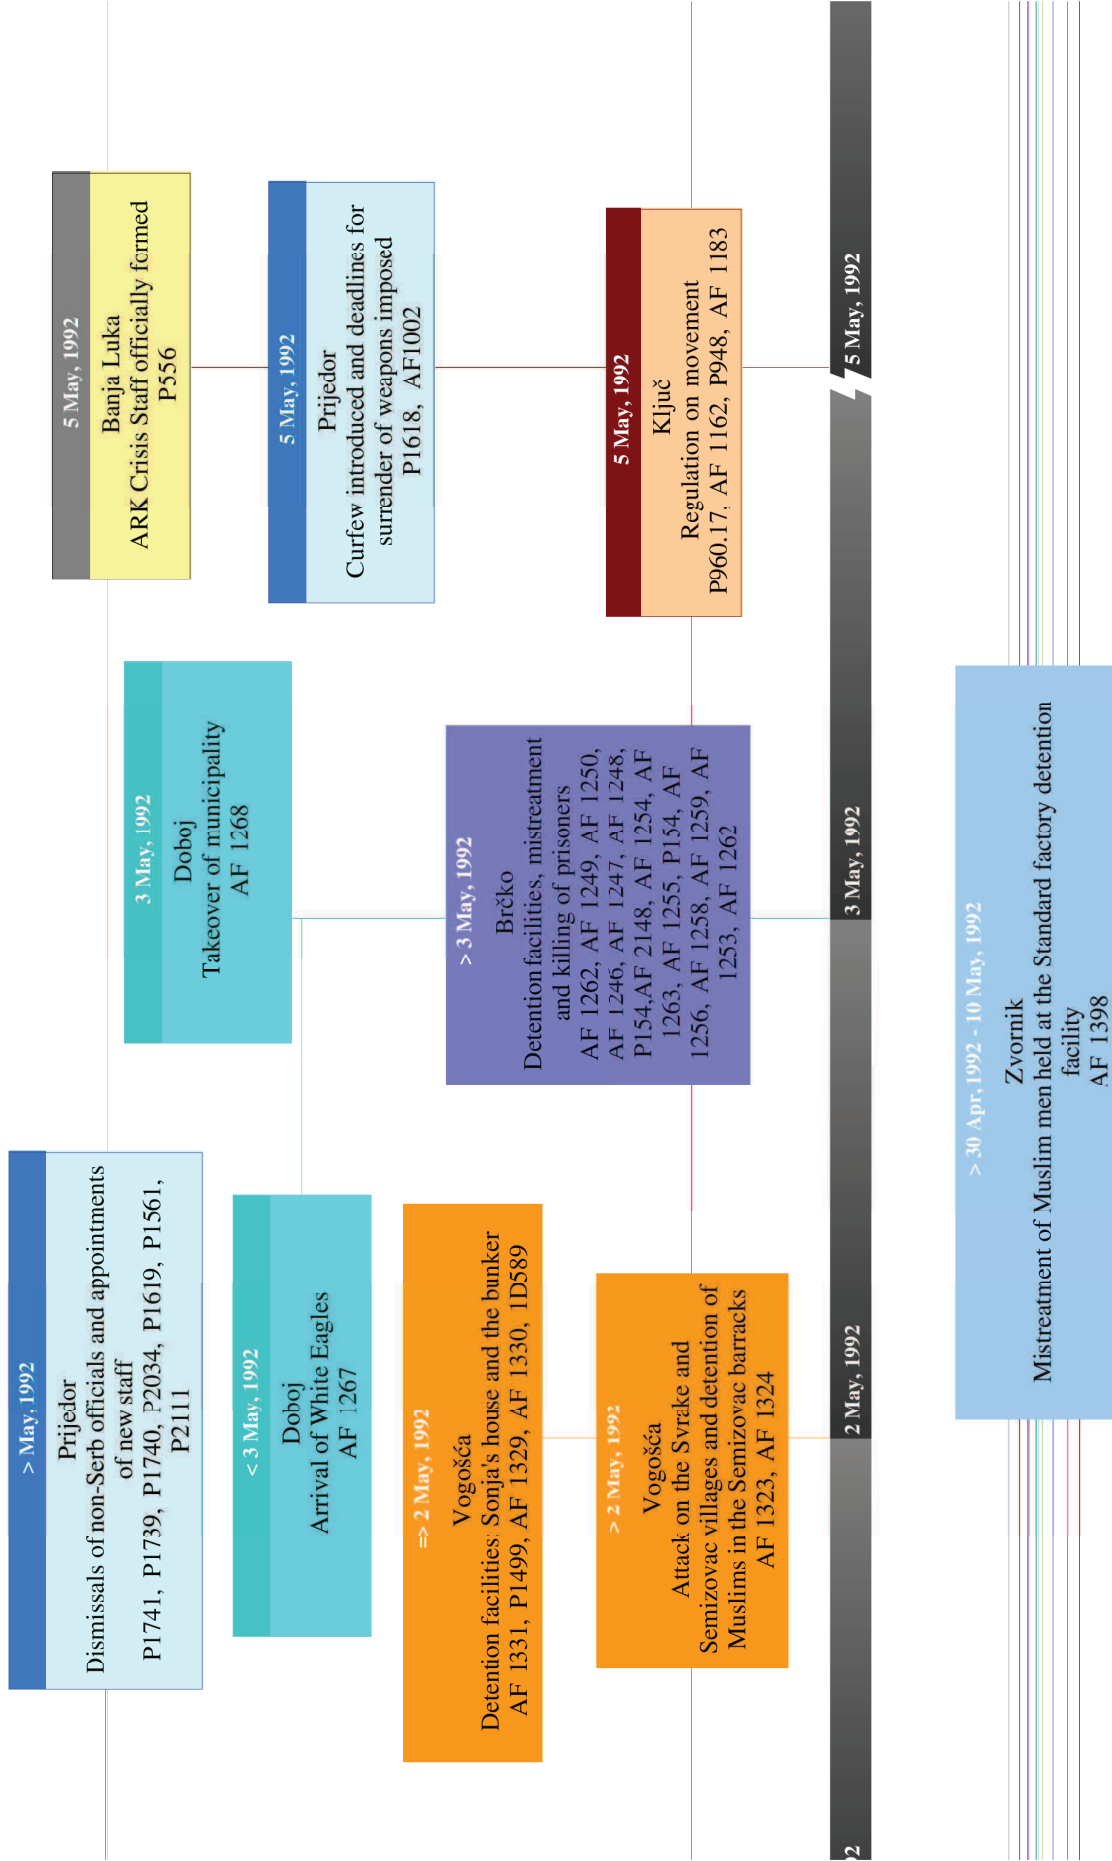 > May, 1992
Prijedor
Dismissals of non-Serb officials and appointments
of new staff
P1741, P1739, P1740, P2034, P1619, P1561,
P2111
< 3 May, 1992
Doboj
Arrival of White Eagles
AF 1267
=> 2 May, 1992
Vogošća
Detention facilities: Sonja's house and the bunker
AF 1331, P1499, AF 1329, AF 1330, 1D589
> 2 May, 1992
Vogošća
Attack on the Svrake and
Semizovac villages and detention of
Muslims in the Semizovac barracks
AF 1323, AF 1324
3 May, 1992
Doboj
Takeover of municipality
AF 1268
> 3 May, 1992
Brčko
Detention facilities, mistreatment
and killing of prisoners
AF 1262, AF 1249, AF 1250,
AF 1246, AF 1247, AF 1248,
P154,AF 2148, AF 1254, AF
1263, AF 1255, P154, AF
1256, AF 1258, AF 1259, AF
1253, AF 1262
5 May, 1992
Banja Luka
ARK Crisis Staff officially formed
P556
5 May, 1992
Prijedor
Curfew introduced and deadlines for
surrender of weapons imposed
P1618, AF1002
5 May, 1992
Ključ
Regulation on movement
P960.17, AF 1162, P948, AF 1183
92
2 May, 1992
3 May, 1992
5 May, 1992
> 30 Apr, 1992 - 10 May, 1992
Zvornik
Mistreatment of Muslim men held at the Standard factory detention
facility
AF 1398